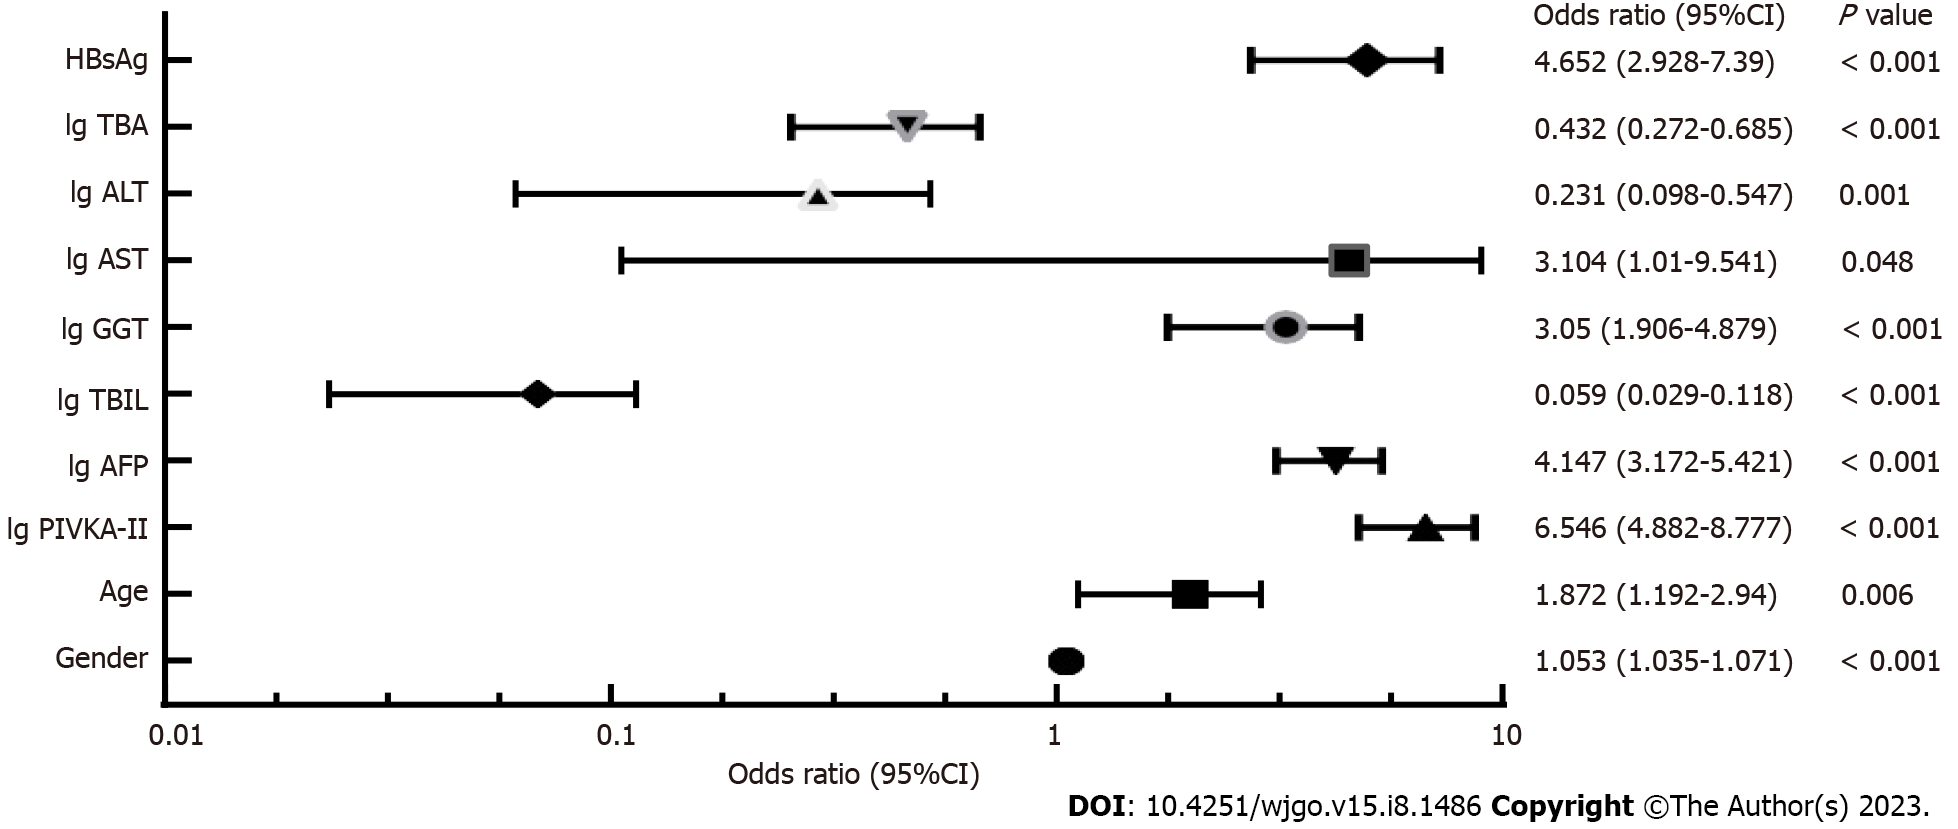 Odds ratio (95%CI) P value
HBsAg 4.652 (2.928-7.39) < 0.001
lg TBA 0.432 (0.272-0.685) < 0.001
lg ALT 0.231 (0.098-0.547) 0.001
lg AST 3.104 (1.01-9.541) 0.048
lg GGT 3.05 (1.906-4.879) < 0.001
lg TBIL 0.059 (0.029-0.118) < 0.001
lg AFP 4.147 (3.172-5.421) < 0.001
lg PIVKA-II 6.546 (4.882-8.777) < 0.001
Age 1.872 (1.192-2.94) 0.006
Gender 1.053 (1.035-1.071) < 0.001
0.01 0.1 1 10
Odds ratio (95%CI)
DOI: 10.4251/wjgo.v15.i8.1486 Copyright ©The Author(s) 2023.